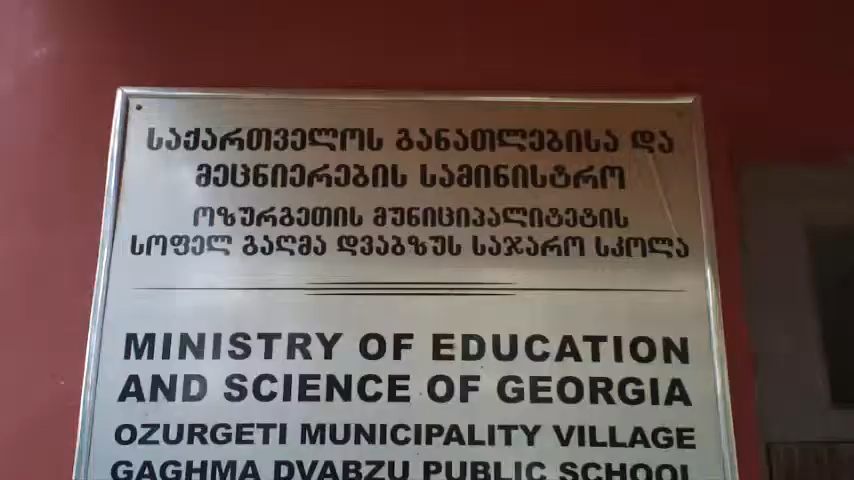 საქართველოს განათლებისა და
მეცნიერების სამინისტრო
ოზურგეთის მუნიციპალიტეტის
სოფელ გაღმა დვაბზუს საჯარო სკოლა
MINISTRY OF EDUCATION
AND SCIENCE OF GEORGIA
OZURGETI MUNICIPALITY VILLAGE
GAGHMA DVABZU PUBLIC SCHOOL